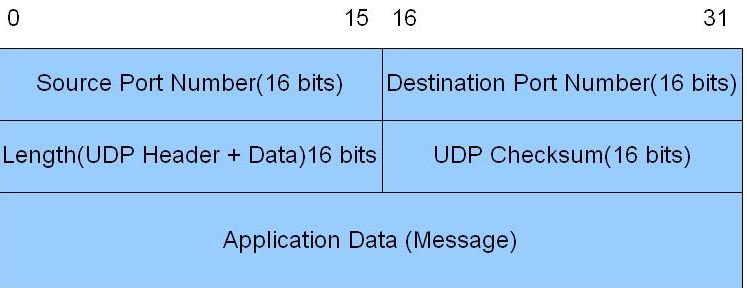 0 15 16 31
Source Port Number(16 bits) Destination Port Number(16 bits)
Length(UDP Header + Data)16 bits UDP Checksum(16 bits)
Application Data (Message)